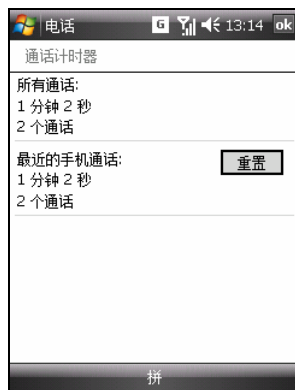 电话 G 13:14 ok
通话计时器
所有通话:
1 分钟 2 秒
2 个通话
最近的手机通话:
重置
1 分钟 2 秒
2 个通话
拼